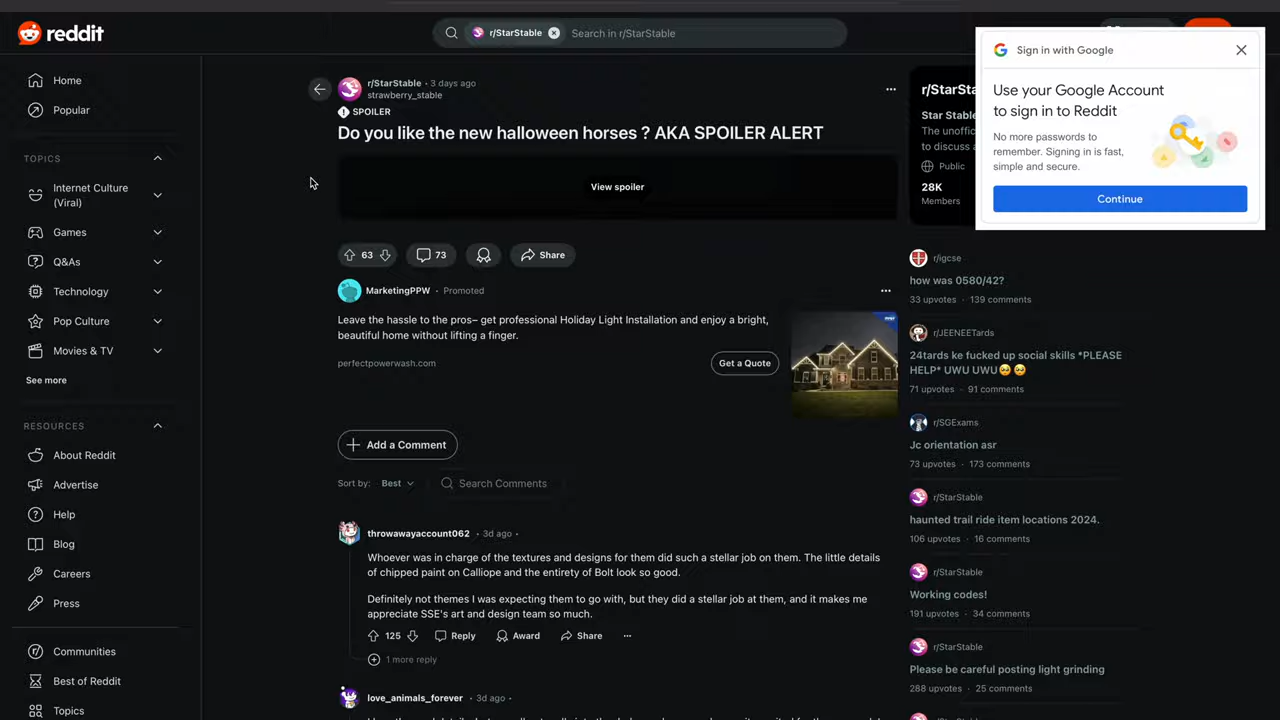 reddit
r/StarStable
Search in r/StarStable
Sign in with Google
Use your Google Account
to sign in to Reddit
No more passwords to
remember. Signing in is fast,
simple and secure.
Continue
Home
Popular
TOPICS
Internet Culture
(Viral)
Games
Q&As
Technology
Pop Culture
Movies & TV
See more
RESOURCES
About Reddit
Advertise
Help
Blog
Careers
Press
Communities
Best of Reddit
Topics
r/StarStable • 3 days ago
strawberry_stable
SPOILER
Do you like the new halloween horses ? AKA SPOILER ALERT
View spoiler
63
73
Share
MarketingPPW • Promoted
Leave the hassle to the pros– get professional Holiday Light Installation and enjoy a bright,
beautiful home without lifting a finger.
perfectpowerwash.com
Get a Quote
Add a Comment
Sort by: Best
Search Comments
throwawayaccount062 • 3d ago •
Whoever was in charge of the textures and designs for them did such a stellar job on them. The little details
of chipped paint on Calliope and the entirety of Bolt look so good.
Definitely not themes I was expecting them to go with, but they did a stellar job at them, and it makes me
appreciate SSE's art and design team so much.
125
Reply
Award
Share
1 more reply
love_animals_forever • 3d ago •
r/StarSta
Star Stable
The unoffic
to discuss a
Public
28K
Members
r/igcse
how was 0580/42?
33 upvotes · 139 comments
r/JEENEETards
24tards ke fucked up social skills *PLEASE
HELP* UWU UWU🥺🥺
71 upvotes · 91 comments
r/SGExams
Jc orientation asr
73 upvotes · 173 comments
r/StarStable
haunted trail ride item locations 2024.
106 upvotes · 16 comments
r/StarStable
Working codes!
191 upvotes · 34 comments
r/StarStable
Please be careful posting light grinding
288 upvotes · 25 comments